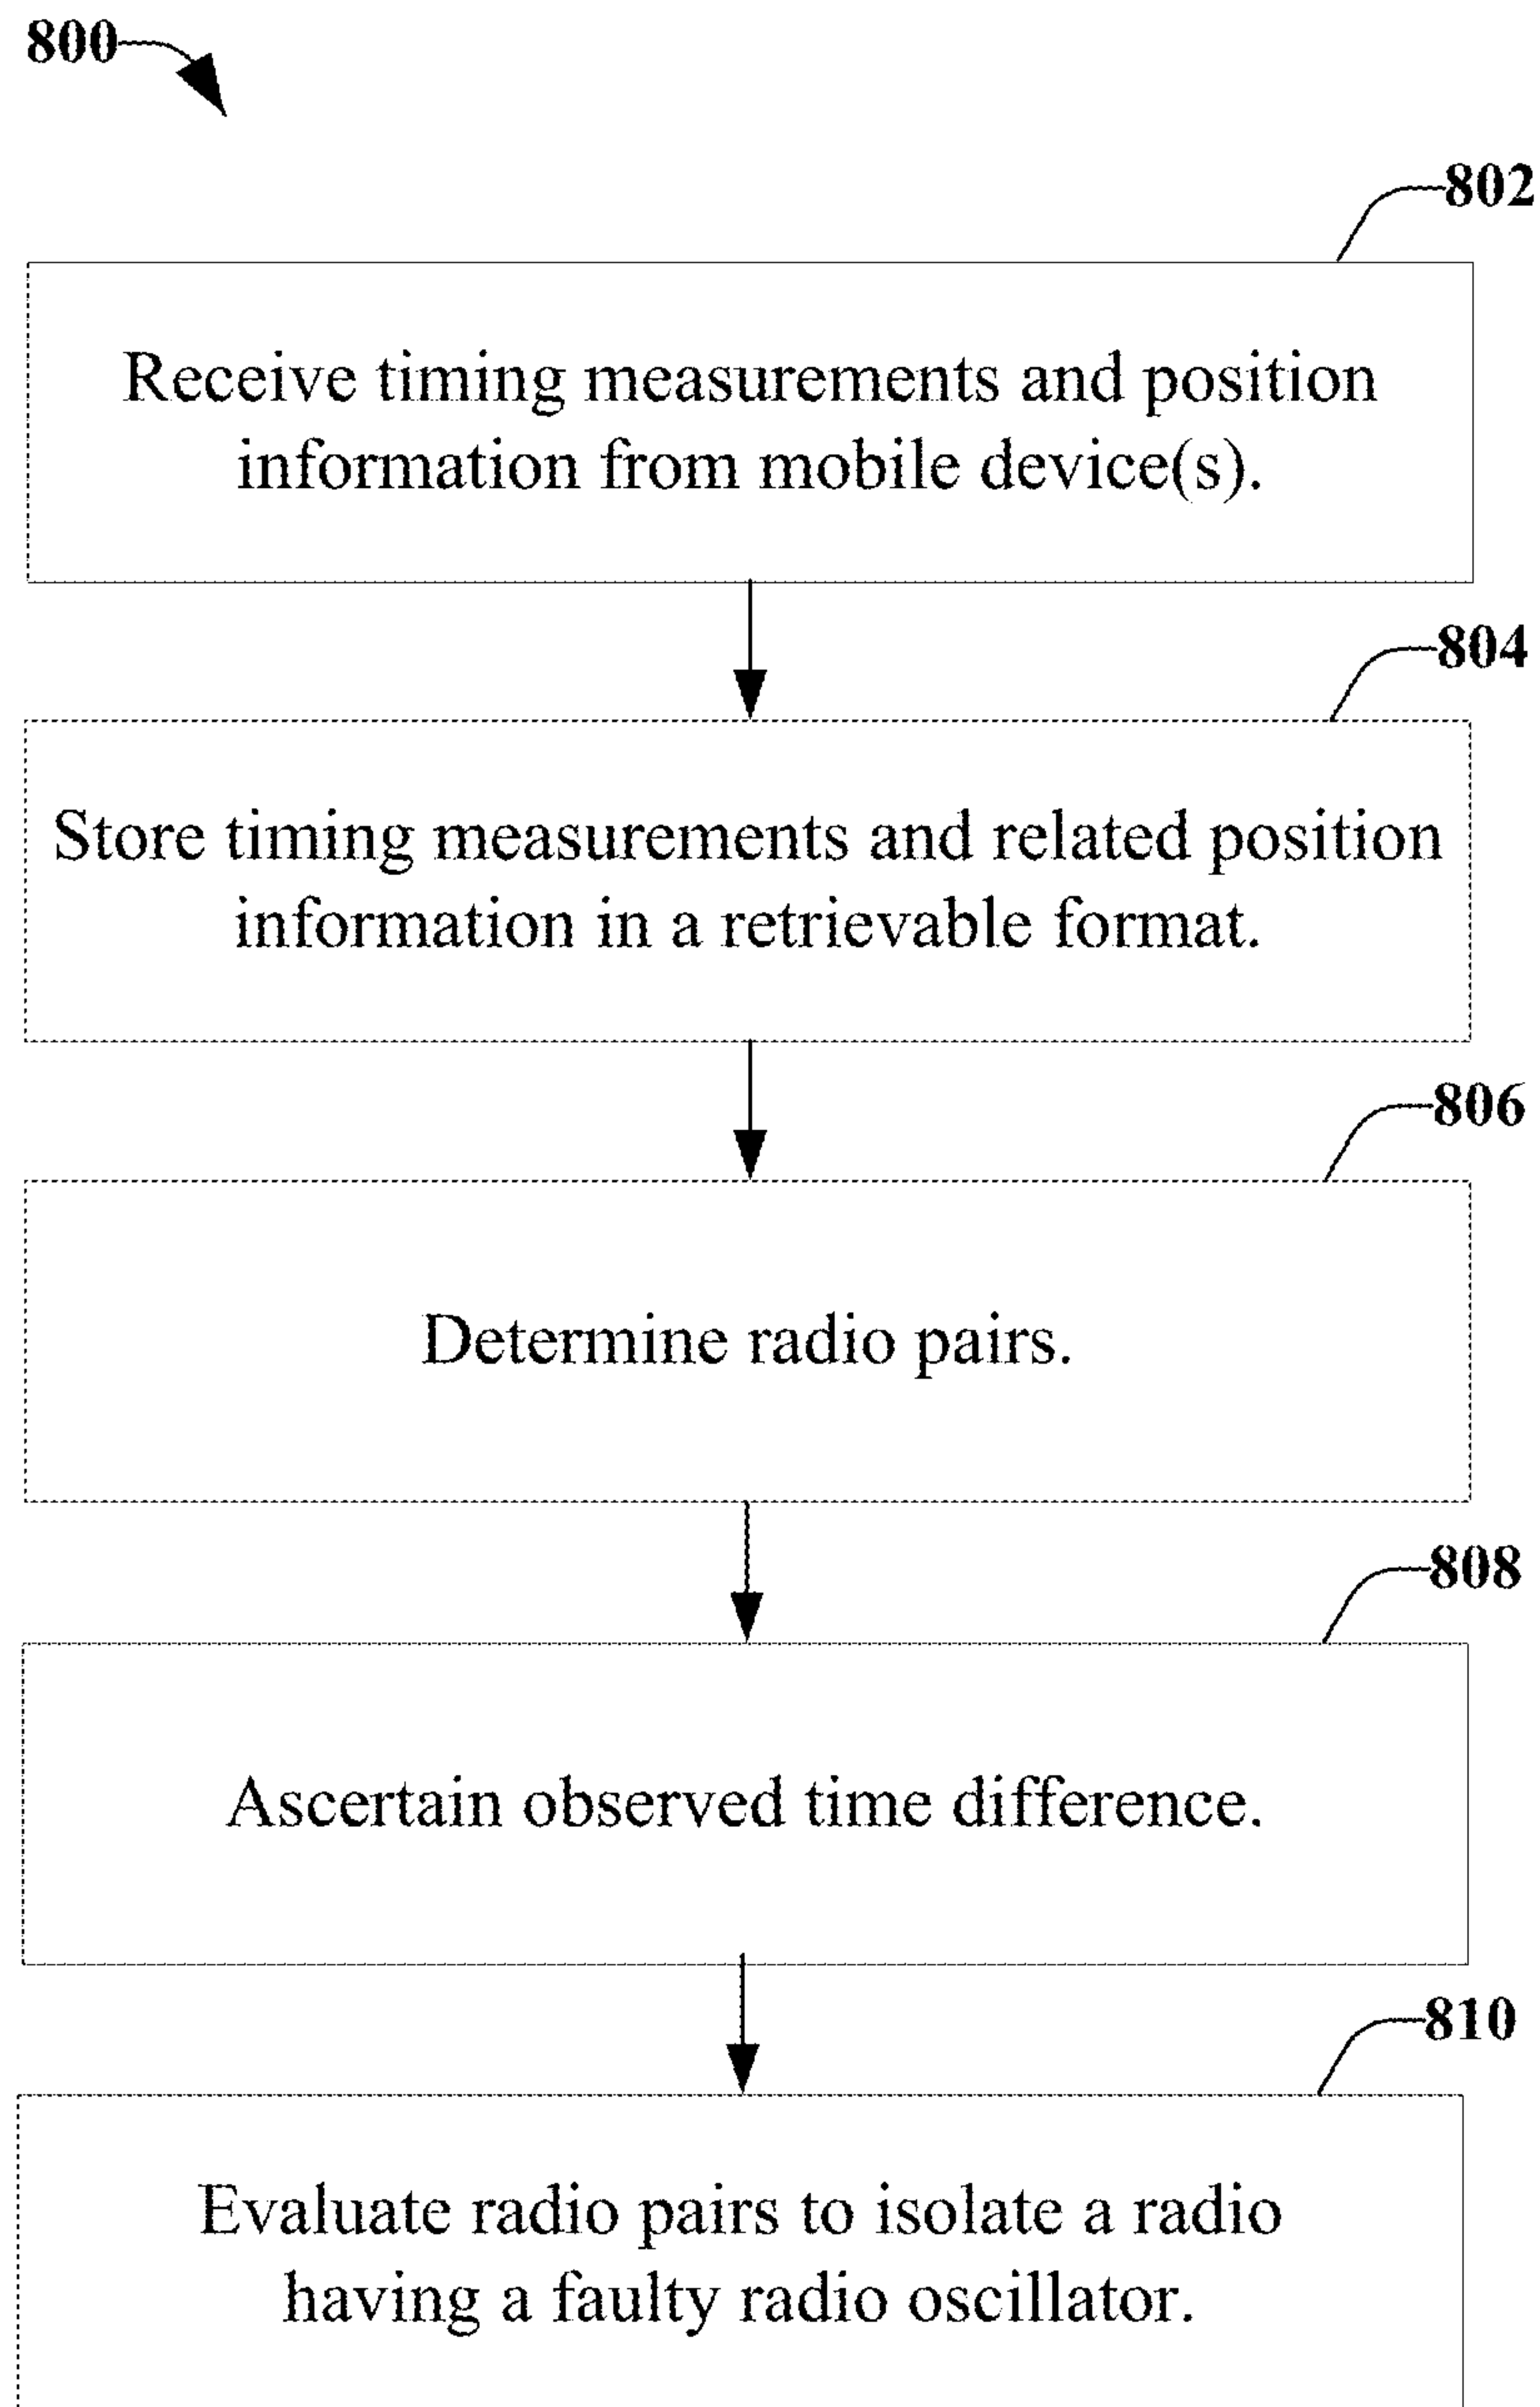 800
802
Receive timing measurements and position
information from mobile device(s).
804
Store timing measurements and related position
information in a retrievable format.
806
Determine radio pairs.
808
Ascertain observed time difference.
810
Evaluate radio pairs to isolate a radio
having a faulty radio oscillator.